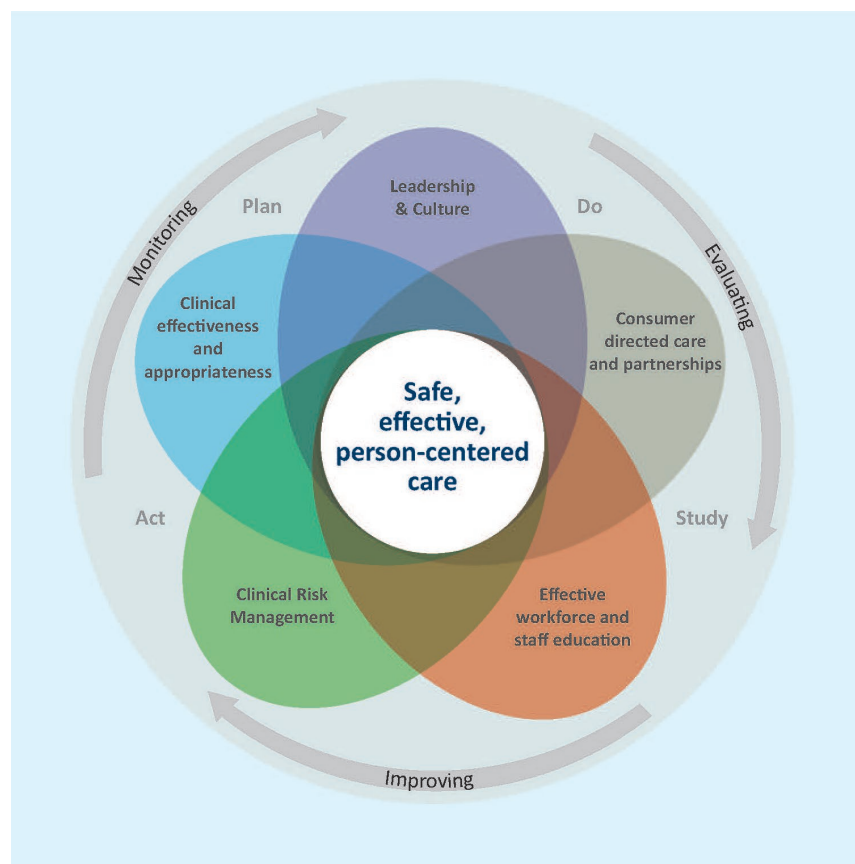 Leadership
& Culture
Plan
Do
Monitoring
Evaluating
Clinical
effectiveness
and
appropriateness
Consumer
directed care
and partnerships
Safe,
effective,
person-centered
care
Act
Study
Clinical Risk
Management
Effective
workforce and
staff education
Improving